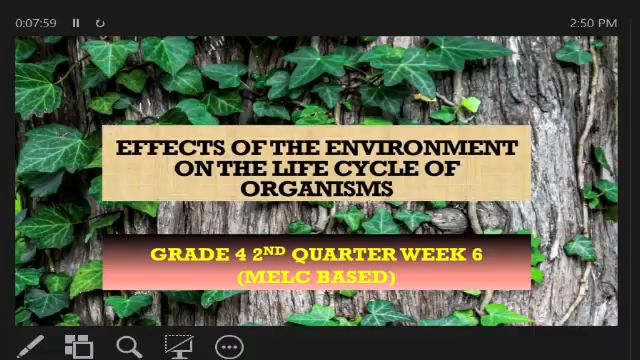 0:07:59
2:50 PM
EFFECTS OF THE ENVIRONMENT
ON THE LIFE CYCLE OF
ORGANISMS
GRADE 4 2ND QUARTER WEEK 6
(MELC BASED)